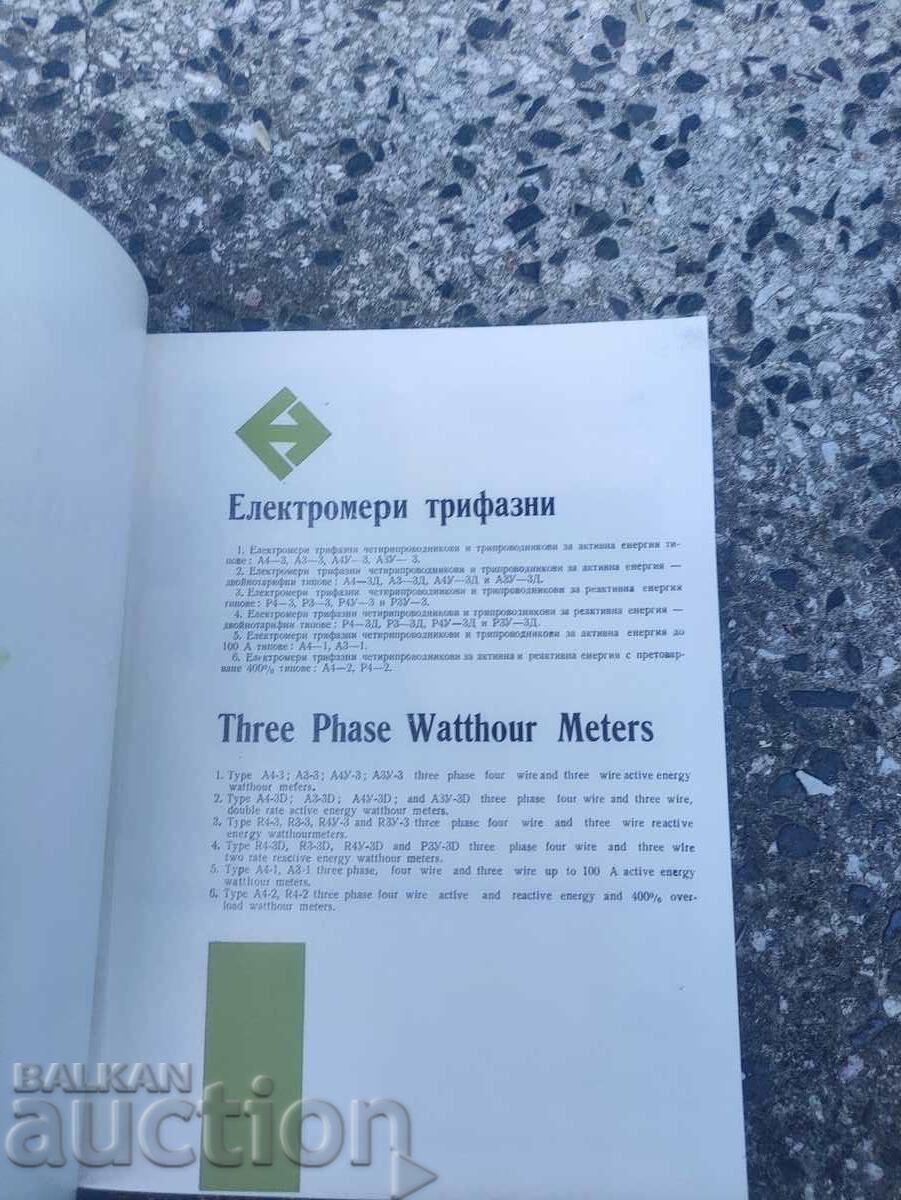 Електромери трифазни
1. Електромери трифазни четирипроводникови и трипроводникови за активна енергия ти-
пове: А4—3, А3—3, А4У— 3, А3У— 3.
2. Електромери трифазни четирипроводникови и трипроводникови за активна енергия —
двойнотарифни типове: А4—3Д, А3—3Д, А4У—3Д и А3У—3Д.
3. Електромери трифазни четирипроводникови и трипроводникови за реактивна енергия
типове: Р4—3, Р3—3, Р4У—3 и Р3У—3.
4. Електромери трифазни четирипроводникови и трипроводникови за реактивна енергия —
двойнотарифни типове: Р4—3Д, Р3—3Д, Р4У—3Д и Р3У—3Д.
5. Електромери трифазни четирипроводникови и трипроводникови за активна енергия до
100 А типове: А4—1, А3—1.
6. Електромери трифазни четирипроводникови за активна и реактивна енергия с претоварване
ване 400% типове: А4—2, Р4—2.
Three Phase Watthour Meters
1. Type A4-3; A3-3; A4У-3; A3У-3 three phase four wire and three wire active energy
watthour mefers.
2. Type A4-3D; A3-3D; A4У-3D; and A3У-3D three phase four wire and three wire,
double rate active energy watthour meters.
3. Type R4-3, R3-3, R4У-3 and R3У-3 three phase four wire and three wire reactive
energy watthourmeters.
4. Type R4-3D, R3-3D, R4У-3D and P3У-3D three phase four wire and three wire
two rate reactive energy watthour meters.
5. Type A4-1, A3-1 three phase, four wire and three wire up to 100 A active energy
watthour meters.
6. Type A4-2, R4-2 three phase four wire active and reactive energy and 400% over-
load watthour meters.
BALKAN
auction